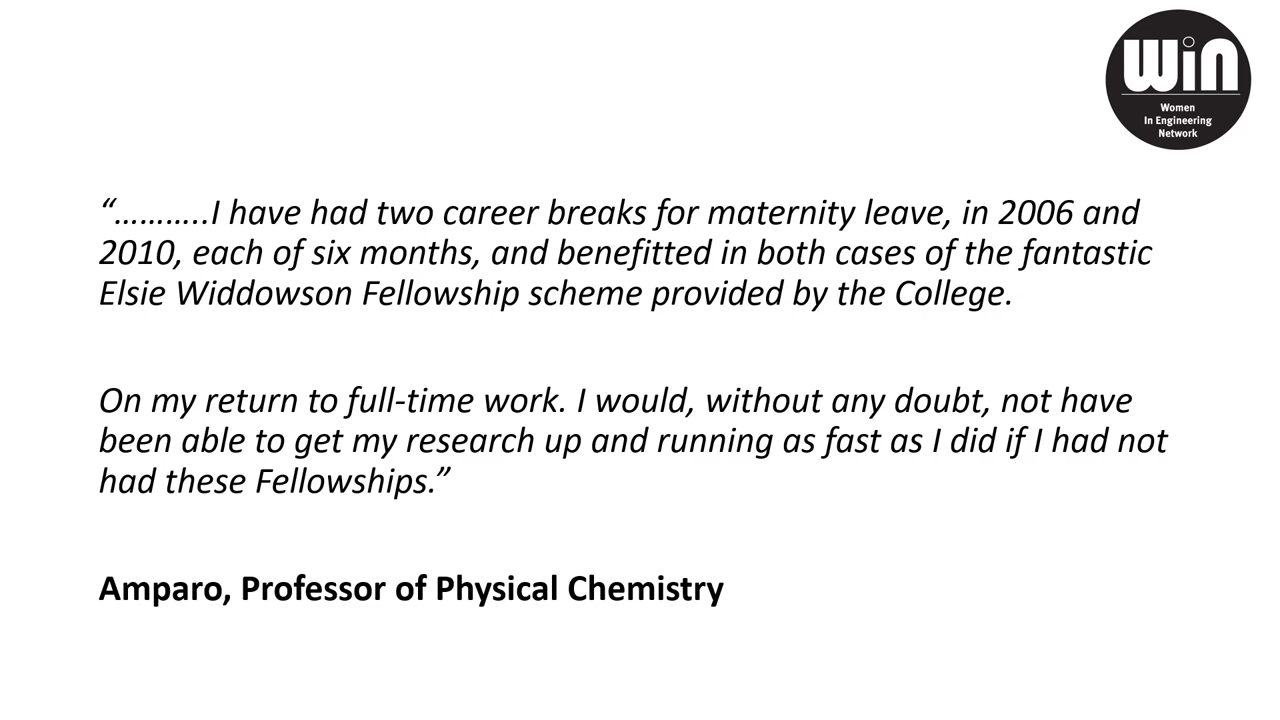 WiN
Women
In Engineering
Network
“………..I have had two career breaks for maternity leave, in 2006 and
2010, each of six months, and benefitted in both cases of the fantastic
Elsie Widdowson Fellowship scheme provided by the College.
On my return to full-time work. I would, without any doubt, not have
been able to get my research up and running as fast as I did if I had not
had these Fellowships.”
Amparo, Professor of Physical Chemistry